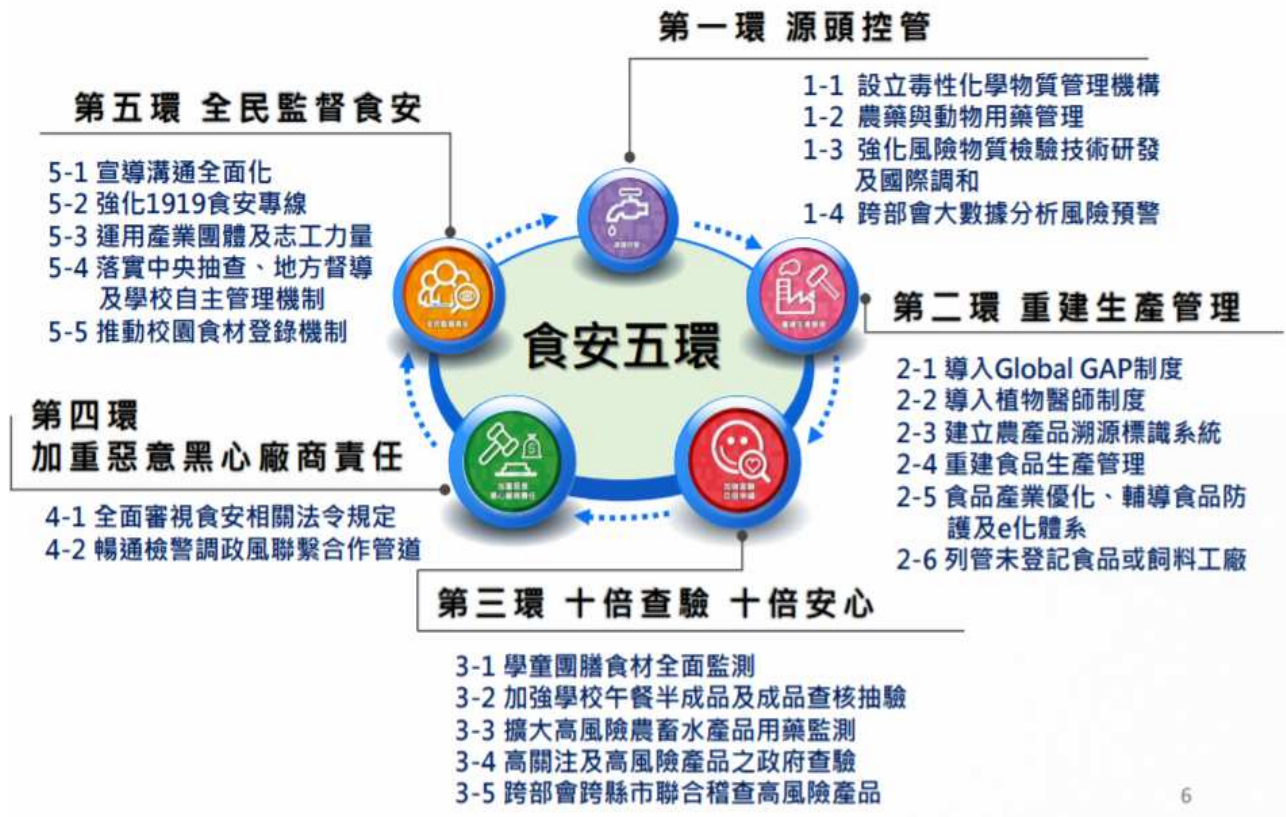 第一環 源頭控管
1-1 設立毒性化學物質管理機構
1-2 農藥與動物用藥管理
1-3 強化風險物質檢驗技術研發
及國際調和
1-4 跨部會大數據分析風險預警
第二環 重建生產管理
2-1 導入Global GAP制度
2-2 導入植物醫師制度
2-3 建立農產品溯源標識系統
2-4 重建食品生產管理
2-5 食品產業優化、輔導食品防
護及e化體系
2-6 列管未登記食品或飼料工廠
第三環 十倍查驗 十倍安心
3-1 學童團膳食材全面監測
3-2 加強學校午餐半成品及成品查核抽驗
3-3 擴大高風險農畜水產品用藥監測
3-4 高關注及高風險產品之政府查驗
3-5 跨部會跨縣市聯合稽查高風險產品
第四環
加重惡意黑心廠商責任
4-1 全面審視食安相關法令規定
4-2 暢通檢警調政風聯繫合作管道
第五環 全民監督食安
5-1 宣導溝通全面化
5-2 強化1919食安專線
5-3 運用產業團體及志工力量
5-4 落實中央抽查、地方督導
及學校自主管理機制
5-5 推動校園食材登錄機制
食安五環
加重惡意
黑心廠商責任
6